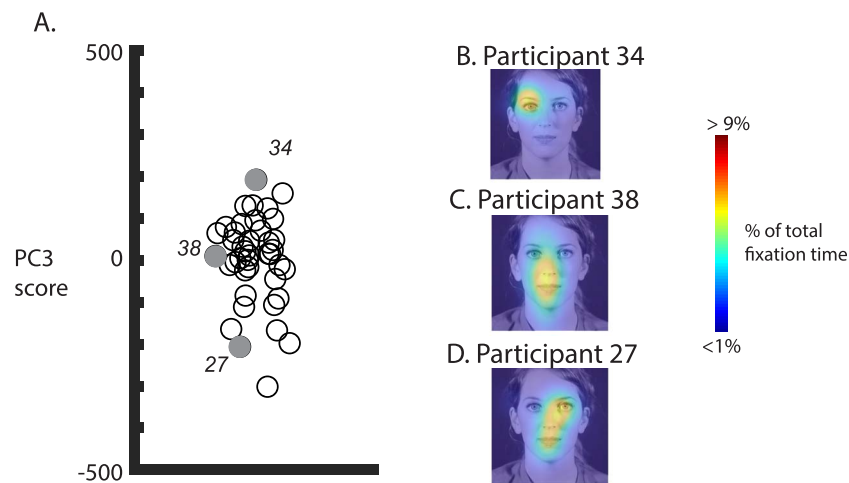 A.
500
0
-500
PC3
score
34
38
27
B. Participant 34
C. Participant 38
D. Participant 27
> 9%
% of total
fixation time
<1%